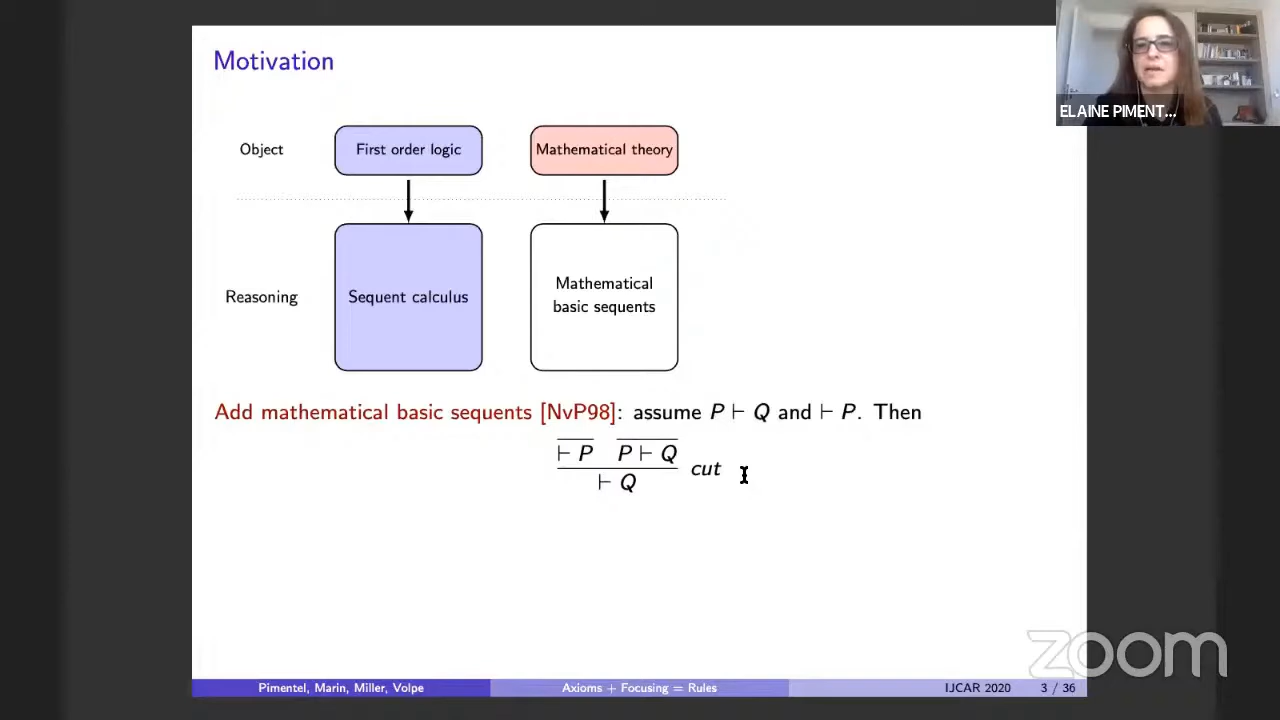 Motivation
ELAINE PIMENT...
Object
First order logic
Mathematical theory
Reasoning
Sequent calculus
Mathematical
basic sequents
Add mathematical basic sequents [NvP98]: assume P ⊢ Q and ⊢ P. Then
⊢ P P ⊢ Q
cut
⊢ Q
zoom
Pimentel, Marin, Miller, Volpe
Axioms + Focusing = Rules
IJCAR 2020 3 / 36